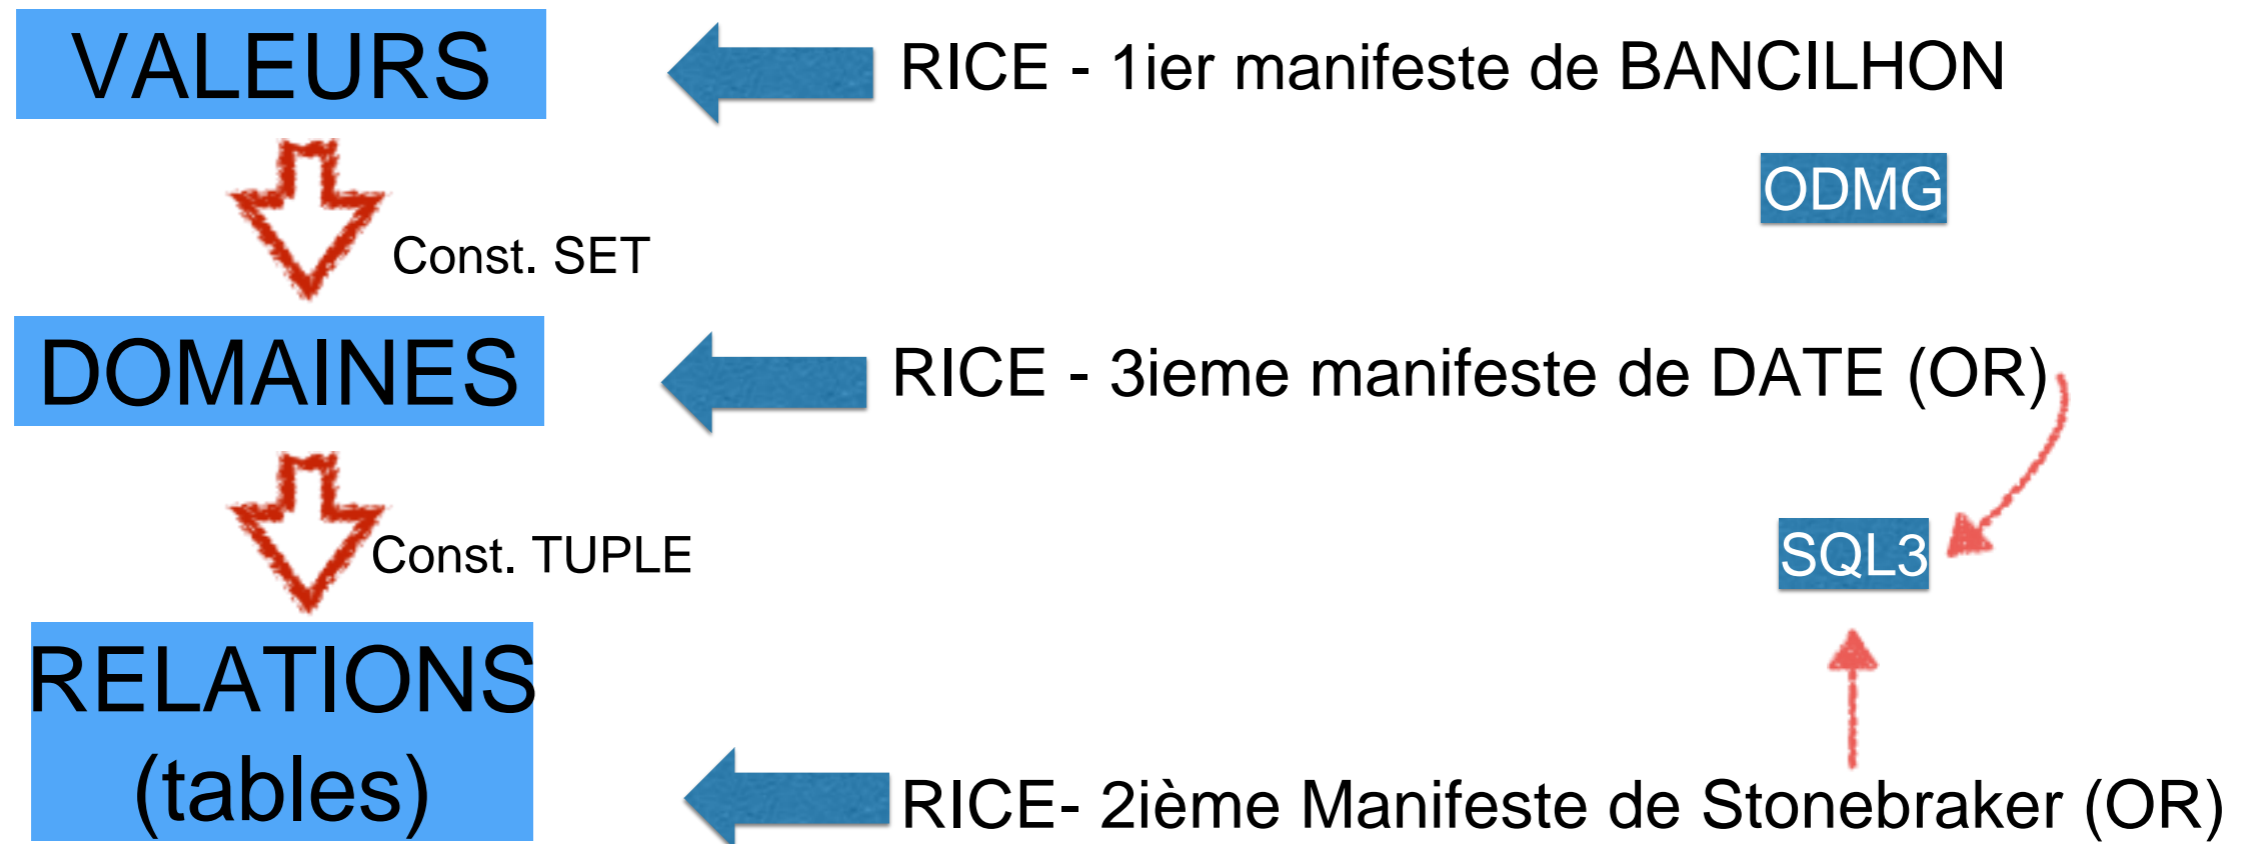 VALEURS
RICE - 1ier manifeste de BANCILHON
ODMG
Const. SET
DOMAINES
RICE - 3ieme manifeste de DATE (OR)
Const. TUPLE
SQL3
RELATIONS
(tables)
RICE- 2ième Manifeste de Stonebraker (OR)